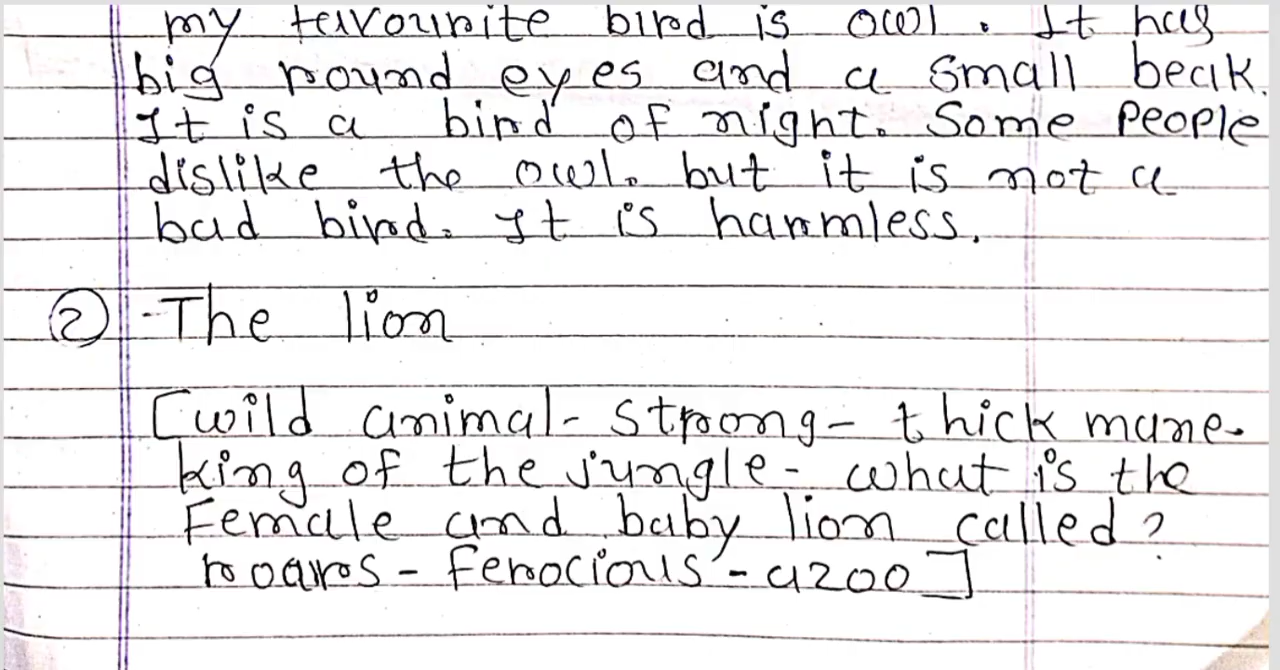 my favourite bird is owl. It has
big round eyes and a small beak.
It is a bird of night. Some People
dislike the owl. but it is not a
bad bird. It is harmless.
② The lion
[wild animal - strong - thick mane -
king of the jungle - what is the
Female and baby lion called?
roars - Ferocious - a zoo]